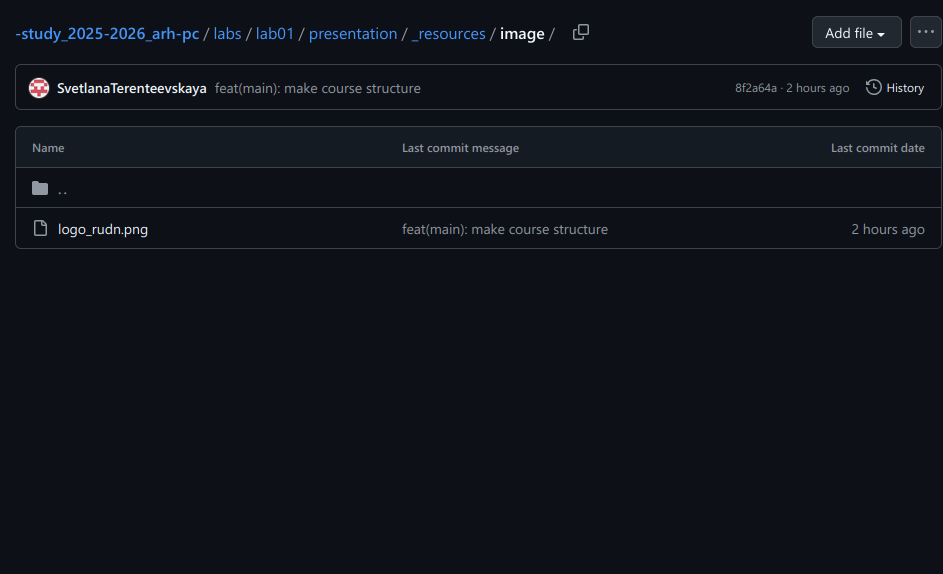 -study_2025-2026_arh-pc / labs / lab01 / presentation / _resources / image /
Add file
SvetlanaTerenteevskaya feat(main): make course structure 8f2a64a · 2 hours ago History
Name Last commit message Last commit date
..
logo_rudn.png feat(main): make course structure 2 hours ago